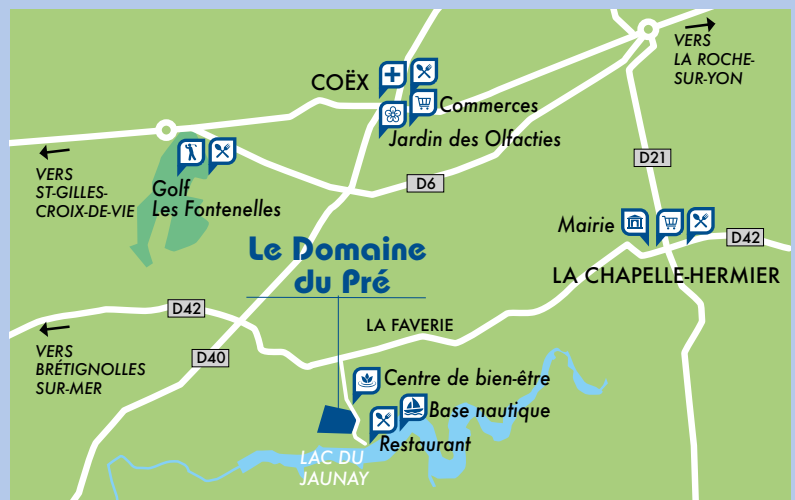 VERS
LA ROCHE-
SUR-YON
COËX
Commerces
Jardin des Olfacties
VERS
ST-GILLES-
CROIX-DE-VIE
Golf
Les Fontenelles
D6
D21
Mairie
D42
LA CHAPELLE-HERMIER
Le Domaine
du Pré
D42
LA FAVERIE
VERS
BRÉTIGNOLLES
SUR-MER
D40
Centre de bien-être
Base nautique
Restaurant
LAC DU
JAUNAY